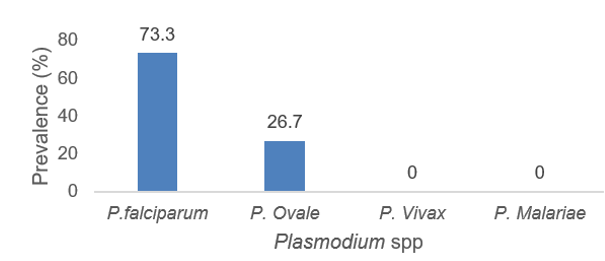 Prevalence (%)
80
60
40
20
0
73.3
26.7
0
0
P.falciparum
P. Ovale
P. Vivax
P. Malariae
Plasmodium spp